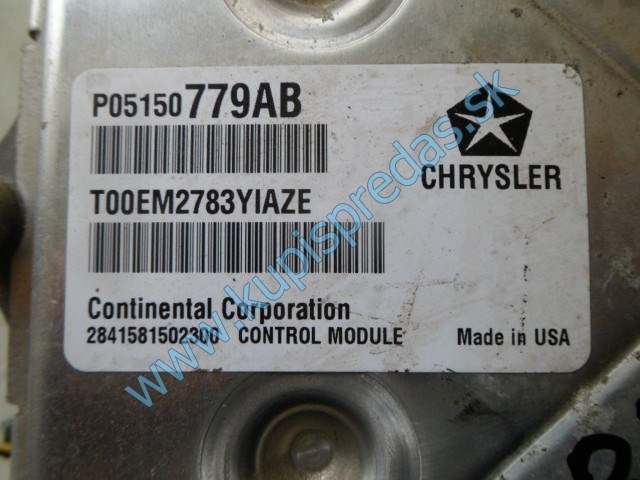 P05150779AB
CHRYSLER
T00EM2783YIAZE
Continental Corporation
2841581502300 CONTROL MODULE Made in USA
www.kupispredas.sk